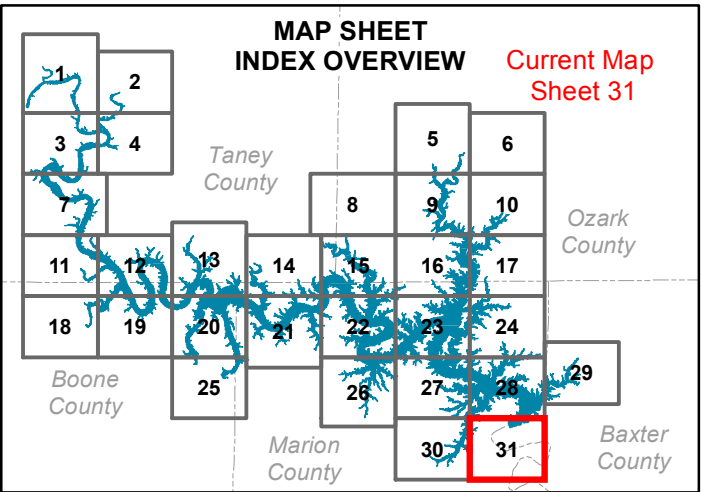 MAP SHEET
INDEX OVERVIEW
Current Map
Sheet 31
1
2
3
4
5
6
Taney
County
7
8
9
10
Ozark
County
11
12
13
14
15
16
17
18
19
20
21
22
23
24
Boone
County
25
26
27
28
29
Marion
County
30
31
Baxter
County